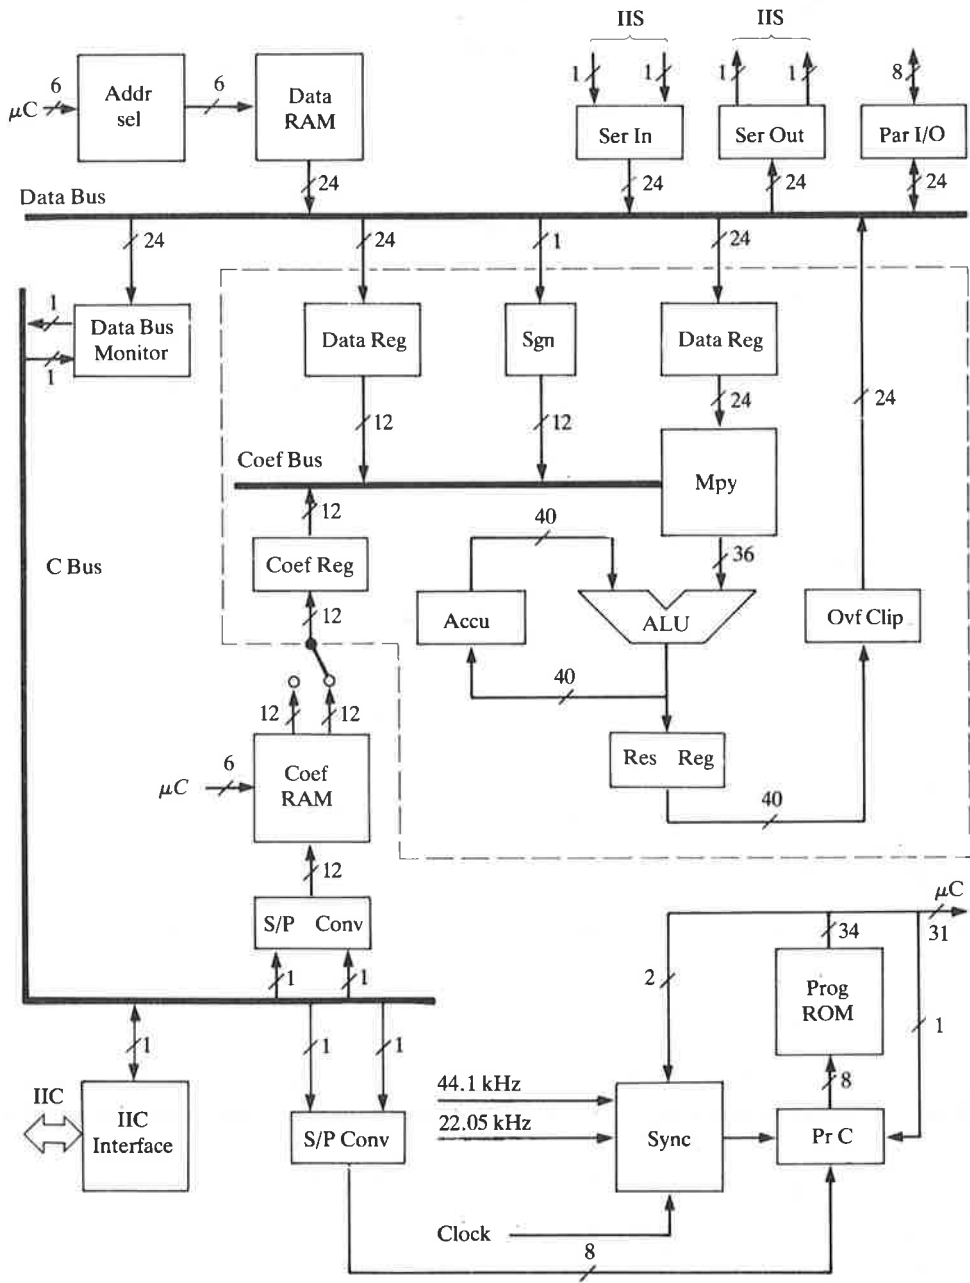 IIS
IIS
μC
6
Addr
sel
6
Data
RAM
1
1
1
1
8
Ser In
Ser Out
Par I/O
24
24
24
24
Data Bus
24
24
1
24
1
1
Data Bus
Monitor
Data Reg
Sgn
Data Reg
24
12
12
24
Coef Bus
Mpy
12
40
36
C Bus
Coef Reg
Accu
ALU
Ovf Clip
12
40
12
12
Res Reg
μC
6
Coef
RAM
40
12
S/P Conv
μC
34
31
1
1
2
Prog
ROM
1
1
1
1
8
44.1 kHz
IIC
IIC
Interface
22.05 kHz
S/P Conv
Sync
Pr C
Clock
8